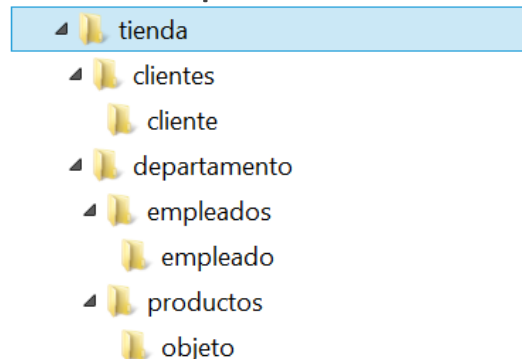 tienda
clientes
cliente
departamento
empleados
empleado
productos
objeto